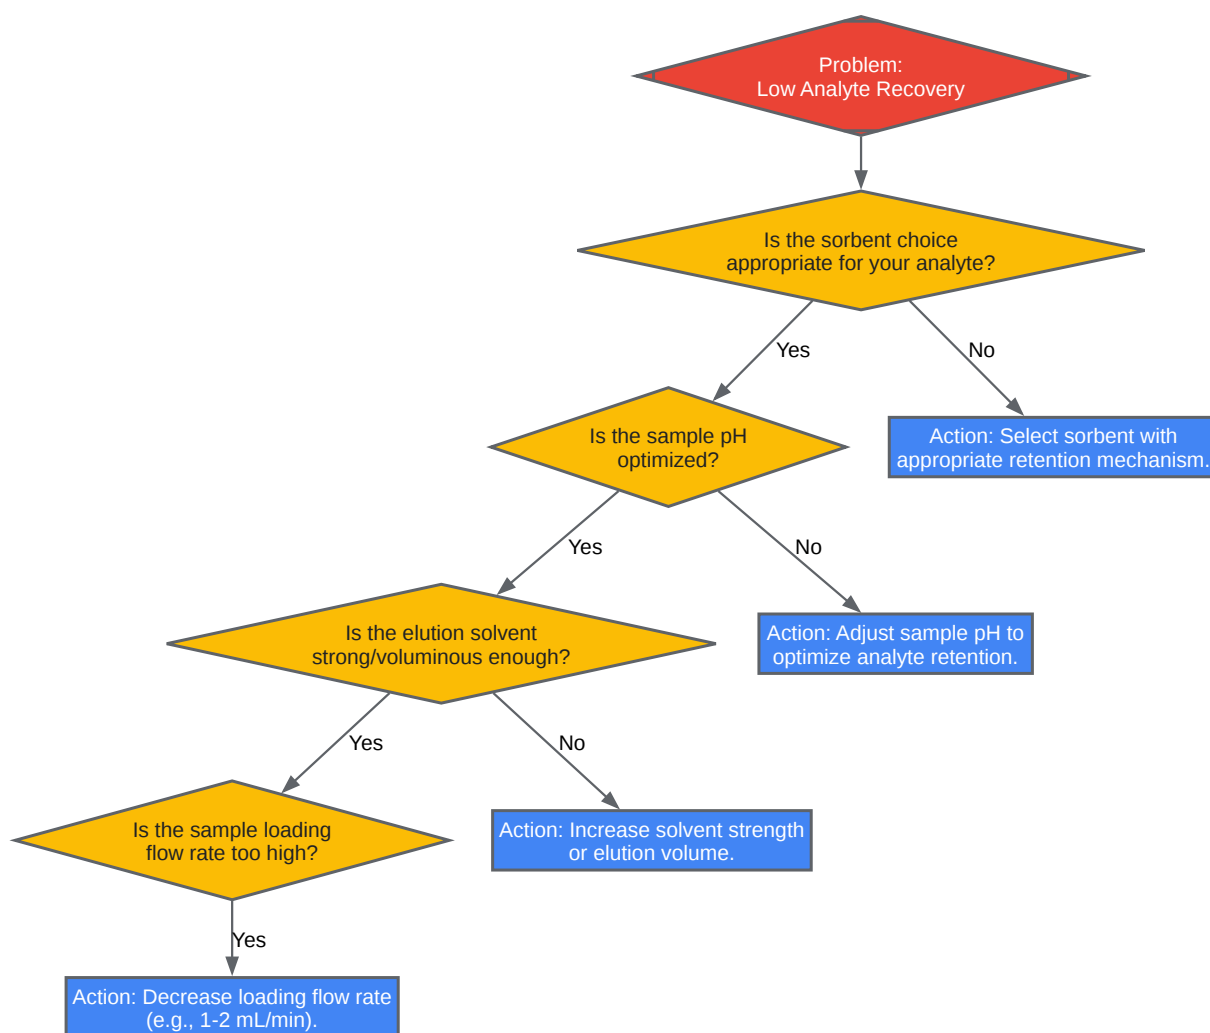 Problem:
Low Analyte Recovery
Is the sorbent choice
appropriate for your analyte?
Yes
No
Is the sample pH
optimized?
Action: Select sorbent with
appropriate retention mechanism.
Yes
No
Is the elution solvent
strong/voluminous enough?
Action: Adjust sample pH to
optimize analyte retention.
Yes
No
Is the sample loading
flow rate too high?
Action: Increase solvent strength
or elution volume.
Yes
Action: Decrease loading flow rate
(e.g., 1-2 mL/min).